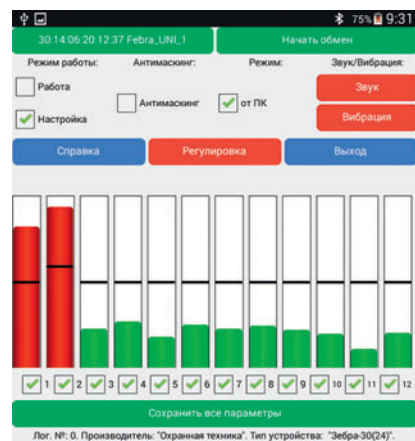 75% 9:31
30:14:06:20:12:37 Febra_UNI_1 Начать обмен
Режим работы: Антимаскинг: Режим: Звук/Вибрация:
Работа Звук
Антимаскинг от ПК
Настройка Вибрация
Справка Регулировка Выход
1 2 3 4 5 6 7 8 9 10 11 12
Сохранить все параметры
Лог. №: 0. Производитель: "Охранная техника". Тип устройства: "Зебра-30(24)".